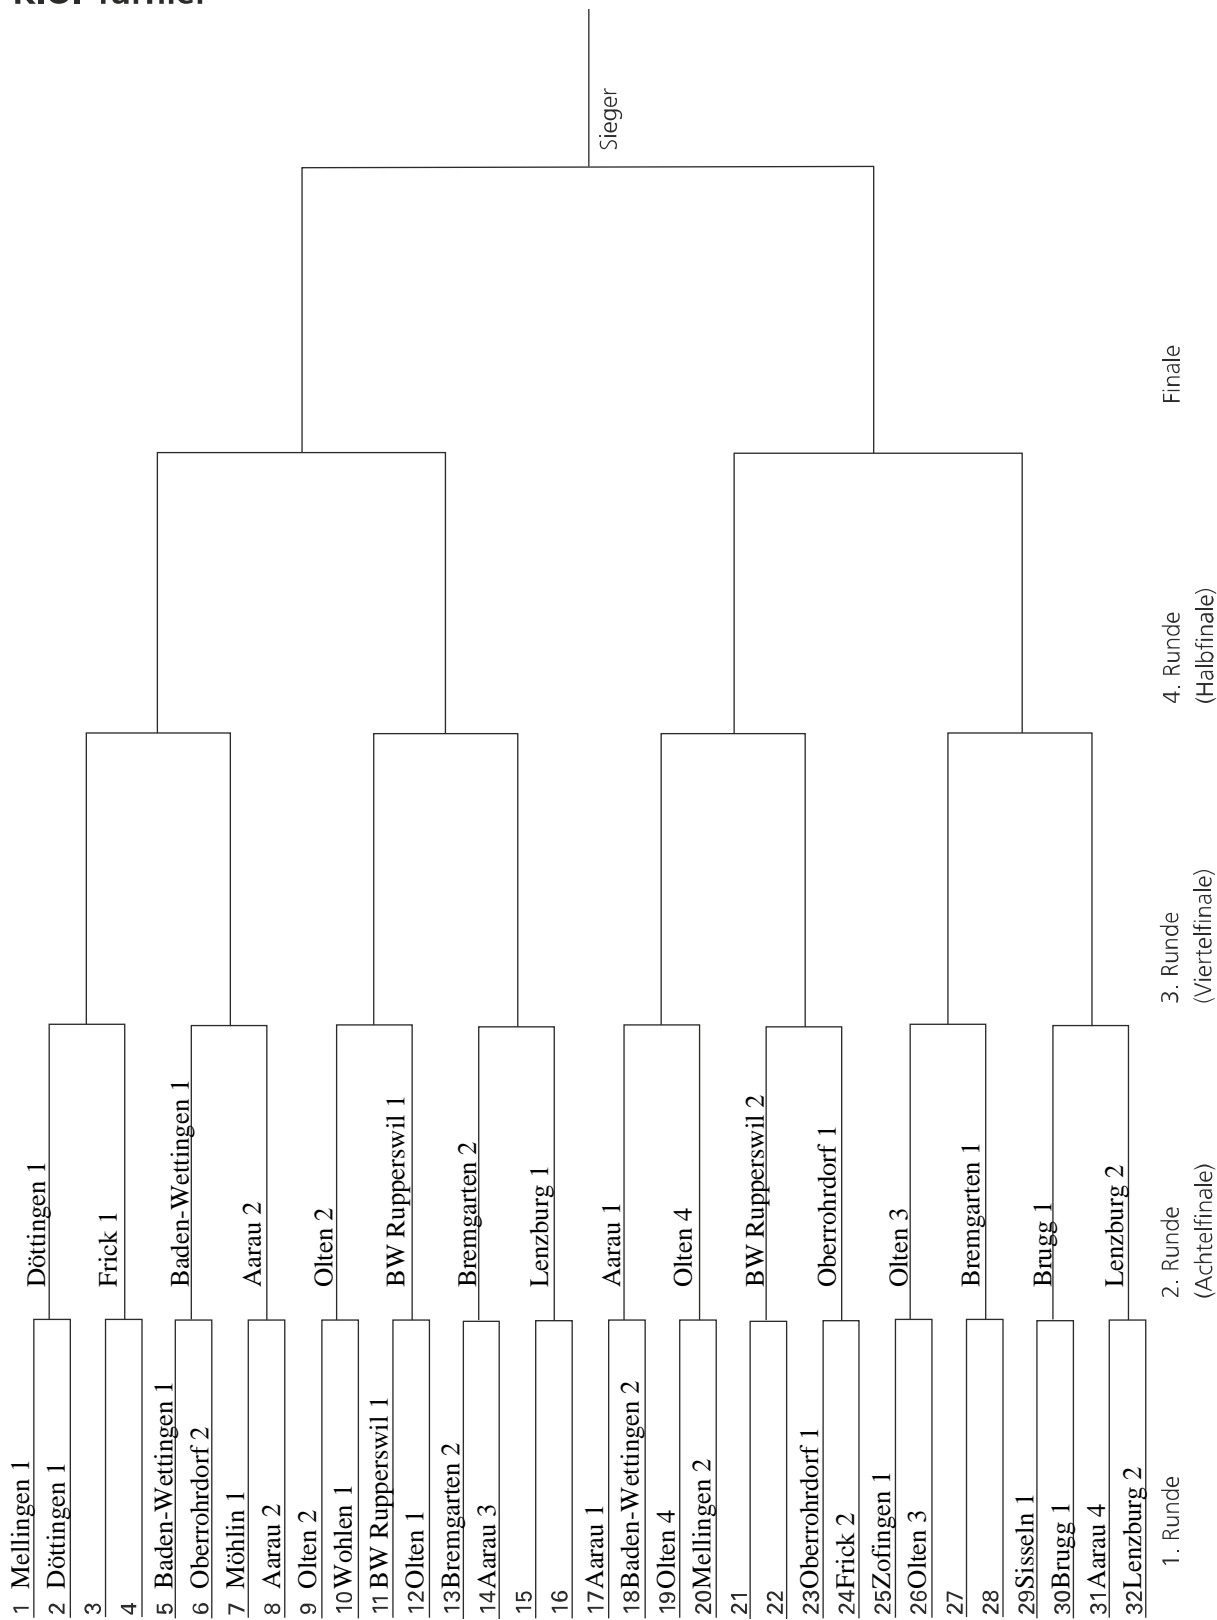 1 Mellingen 1
2 Döttingen 1
3
4
5 Baden-Wettingen 1
6 Oberrohrdorf 2
7 Möhlin 1
8 Aarau 2
9 Olten 2
10 Wohlen 1
11 BW Rupperswil 1
12 Olten 1
13 Bremgarten 2
14 Aarau 3
15
16
17 Aarau 1
18 Baden-Wettingen 2
19 Olten 4
20 Mellingen 2
21
22
23 Oberrohrdorf 1
24 Frick 2
25 Zofingen 1
26 Olten 3
27
28
29 Sisseln 1
30 Brugg 1
31 Aarau 4
32 Lenzburg 2
1. Runde
Döttingen 1
Frick 1
Baden-Wettingen 1
Aarau 2
Olten 2
BW Rupperswil 1
Bremgarten 2
Lenzburg 1
Aarau 1
Olten 4
BW Rupperswil 2
Oberrohrdorf 1
Olten 3
Bremgarten 1
Brugg 1
Lenzburg 2
2. Runde
(Achtelfinale)
3. Runde
(Viertelfinale)
4. Runde
(Halbfinale)
Finale
Sieger